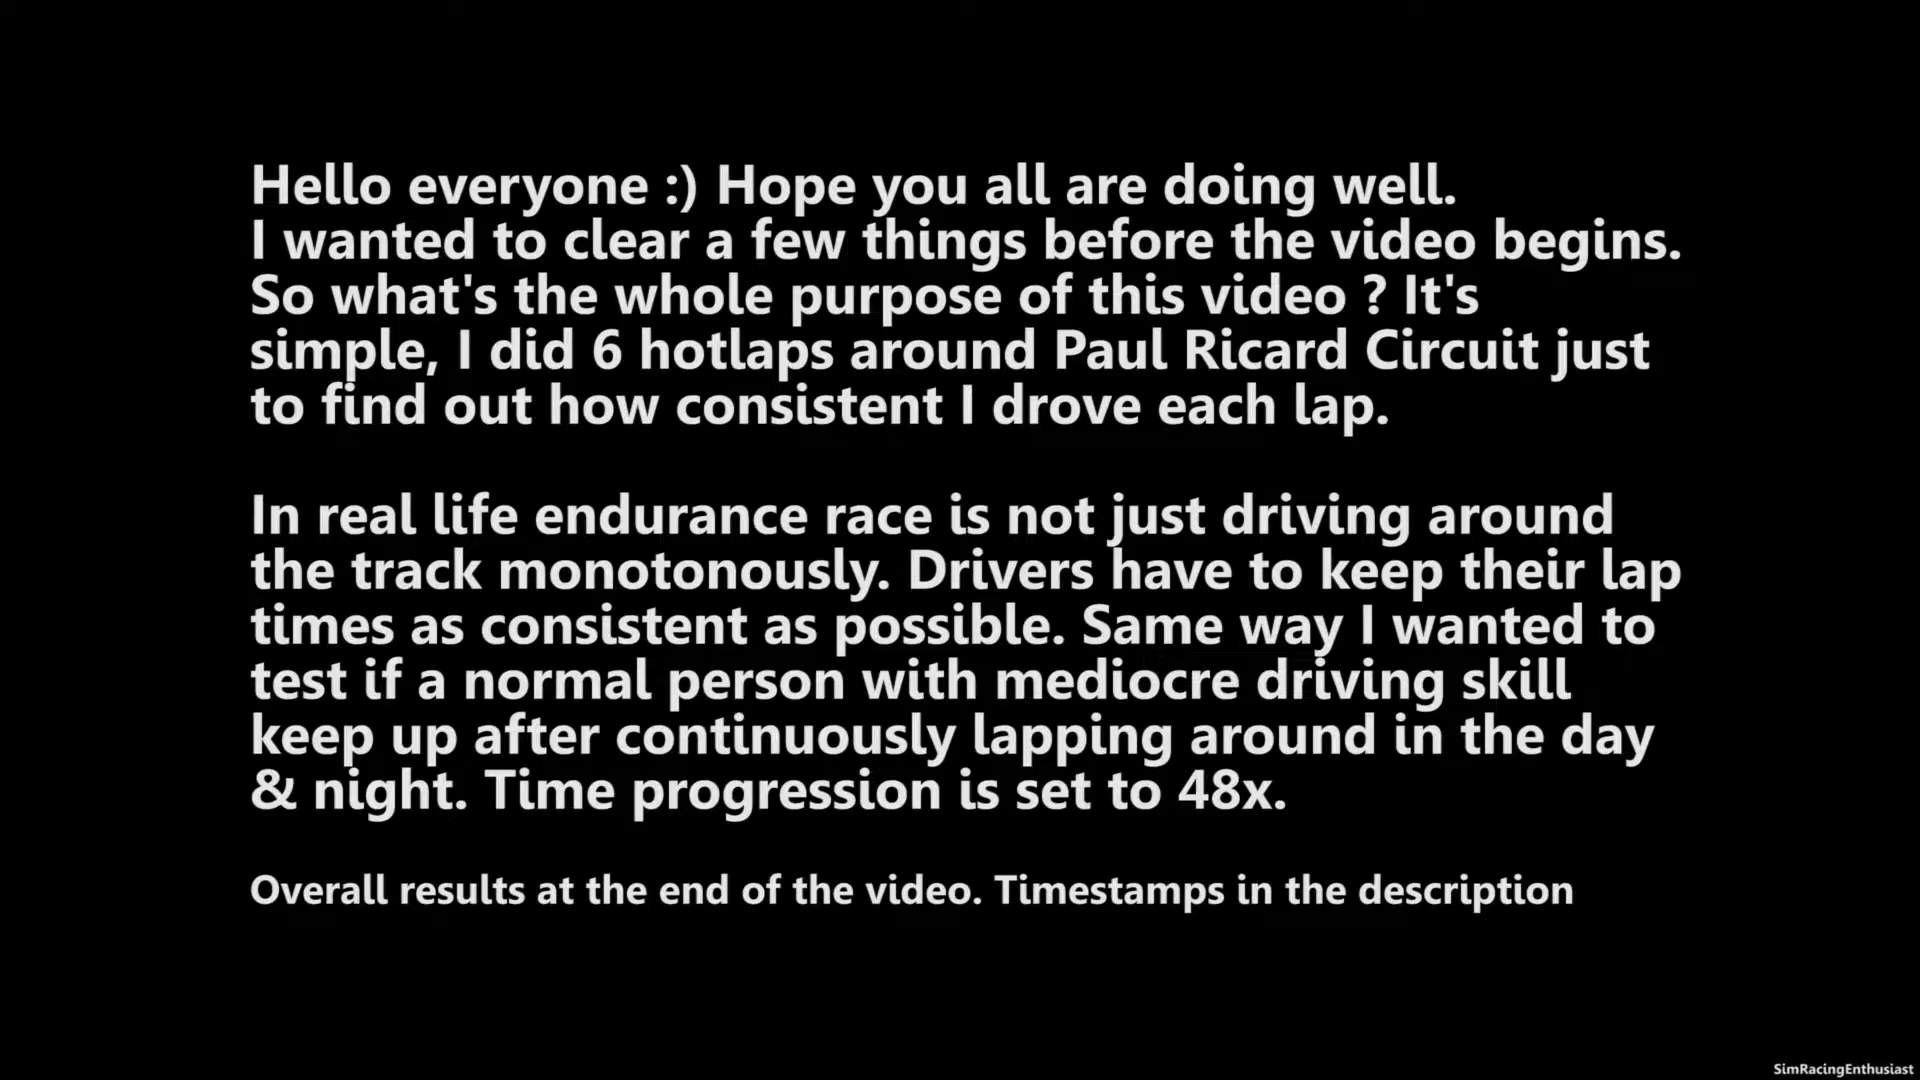 Hello everyone :) Hope you all are doing well.
I wanted to clear a few things before the video begins.
So what's the whole purpose of this video ? It's
simple, I did 6 hotlaps around Paul Ricard Circuit just
to find out how consistent I drove each lap.
In real life endurance race is not just driving around
the track monotonously. Drivers have to keep their lap
times as consistent as possible. Same way I wanted to
test if a normal person with mediocre driving skill
keep up after continuously lapping around in the day
& night. Time progression is set to 48x.
Overall results at the end of the video. Timestamps in the description
SimRacingEnthusiast